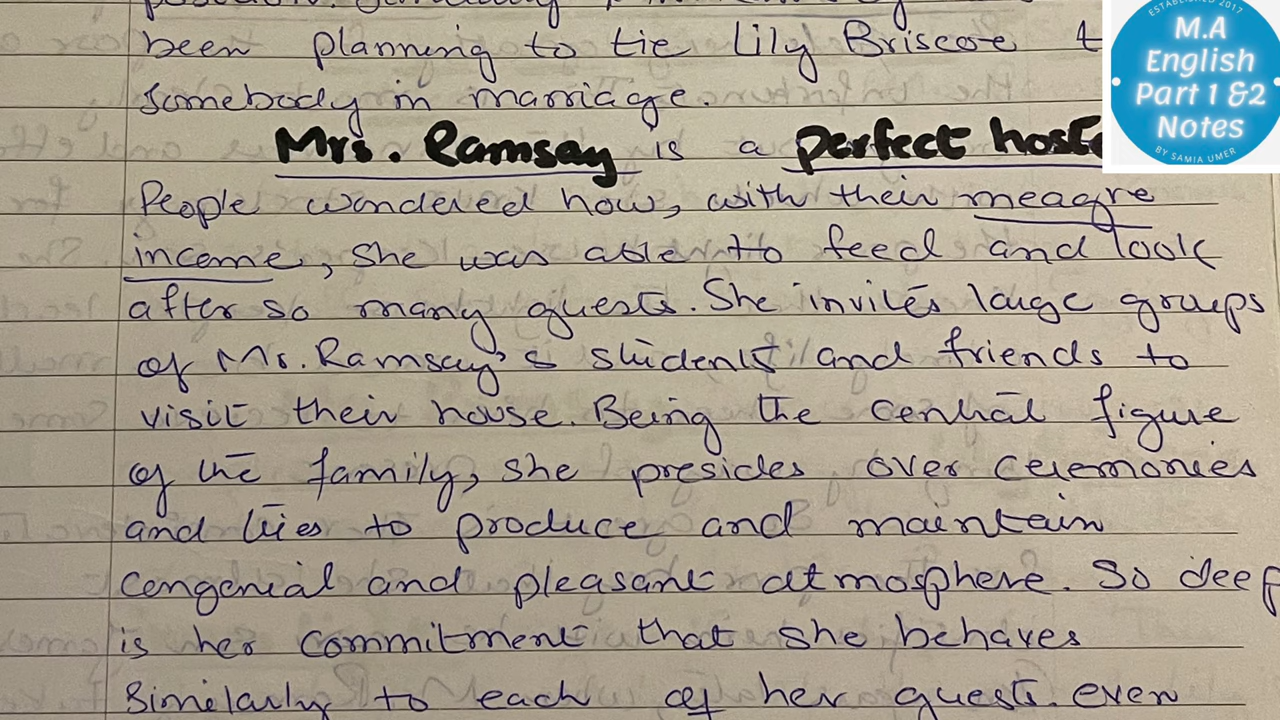 been planning to tie Lily Briscoe t
somebody in marriage.
Mrs. Ramsay is a perfect hoste
People wondered how, with their meagre
income, she was able to feed and look
after so many guests. She invites large groups
of Mr. Ramsay's students and friends to
visit their house. Being the central figure
of the family, she presides over ceremonies
and tries to produce and maintain
congenial and pleasant atmosphere. So deep
is her commitment that she behaves
similarly to each of her guests. even
ESTABLISHED 2017
M.A
English
Part 1 &2
Notes
BY SAMIA UMER